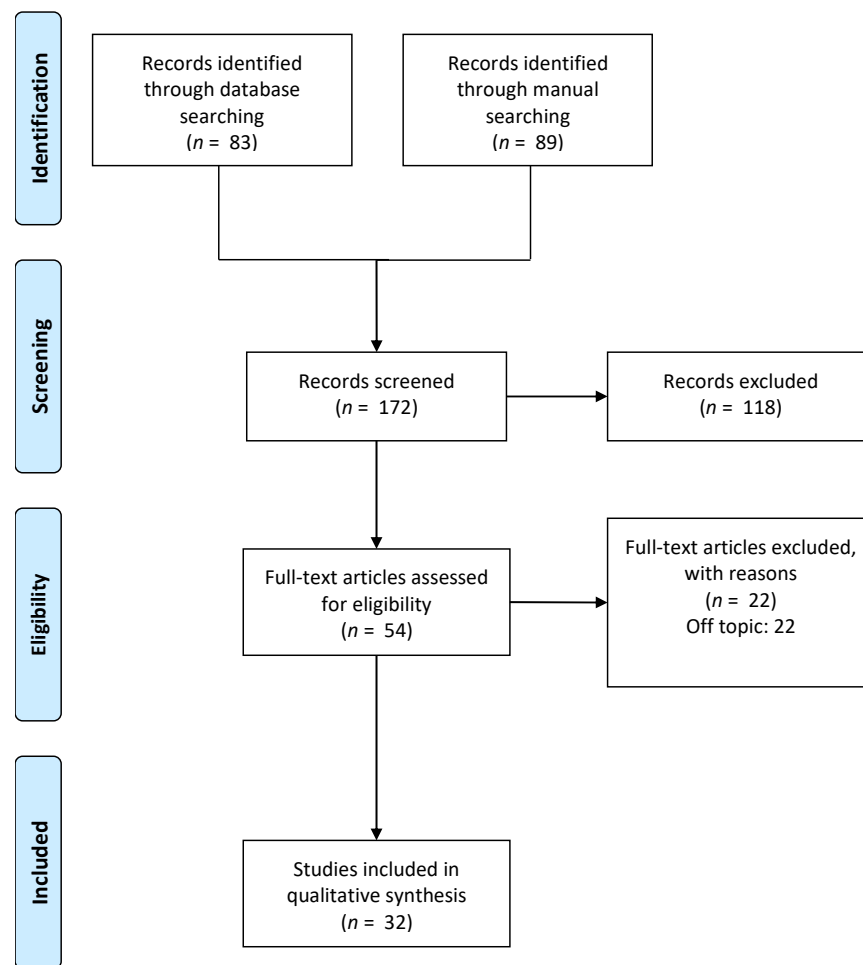 Identification
Records identified
through database
searching
(n = 83)
Records identified
through manual
searching
(n = 89)
Screening
Records screened
(n = 172)
Records excluded
(n = 118)
Eligibility
Full-text articles assessed
for eligibility
(n = 54)
Full-text articles excluded,
with reasons
(n = 22)
Off topic: 22
Included
Studies included in
qualitative synthesis
(n = 32)